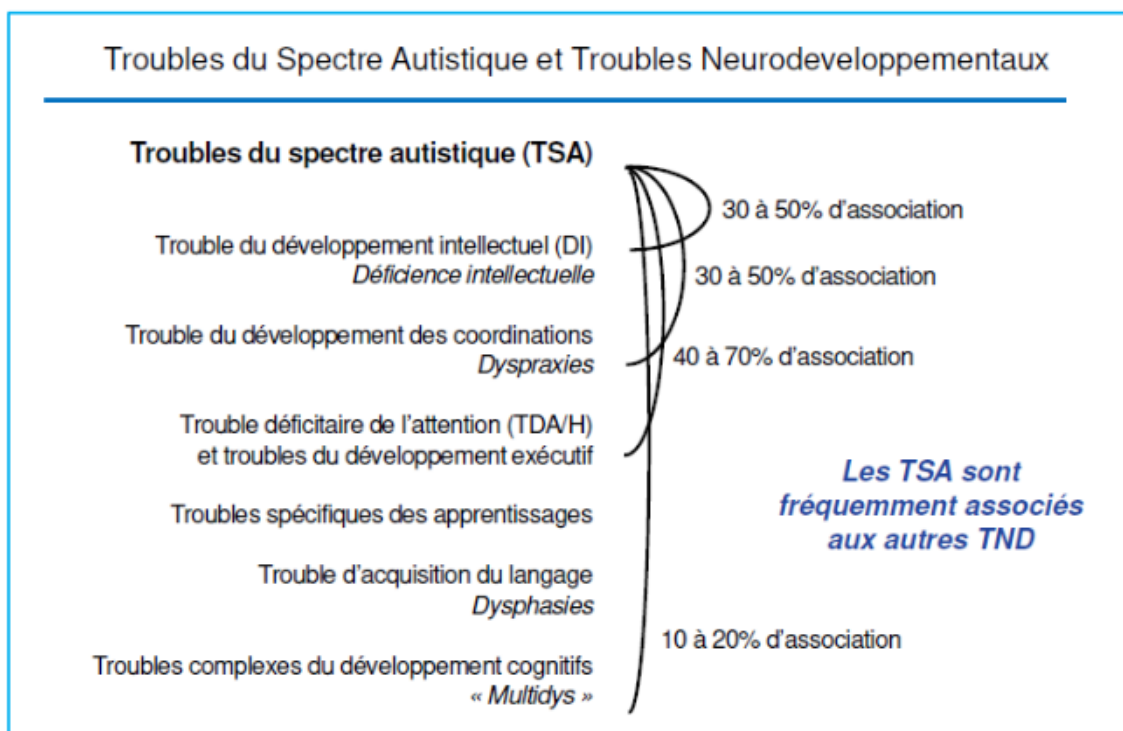 Troubles du Spectre Autistique et Troubles Neurodeveloppementaux
Troubles du spectre autistique (TSA)
30 à 50% d'association
Trouble du développement intellectuel (DI)
Déficience intellectuelle
30 à 50% d'association
Trouble du développement des coordinations
Dyspraxies
40 à 70% d'association
Trouble déficitaire de l'attention (TDA/H)
et troubles du développement exécutif
Les TSA sont
fréquemment associés
aux autres TND
Troubles spécifiques des apprentissages
Trouble d'acquisition du langage
Dysphasies
10 à 20% d'association
Troubles complexes du développement cognitifs
« Multidys »